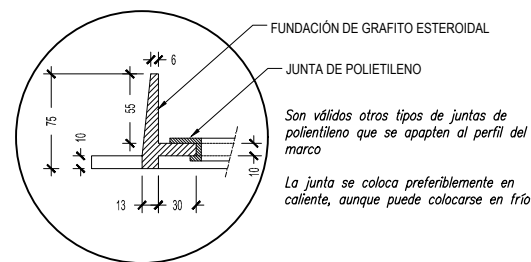 FUNDACIÓN DE GRAFITO ESTEROIDAL
JUNTA DE POLIETILENO
Son válidos otros tipos de juntas de
polientileno que se apapten al perfil del
marco
La junta se coloca preferiblemente en
caliente, aunque puede colocarse en frío
6
75
55
10
10
13
30